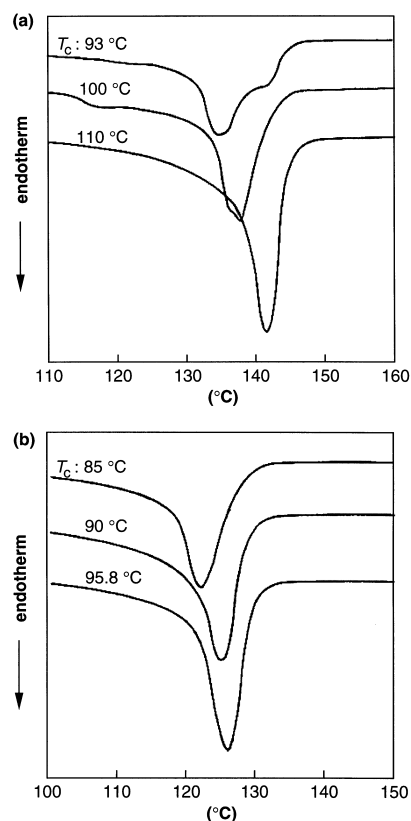 (a)
Tc : 93 °C
100 °C
110 °C
endotherm
110 120 130 140 150 160
(°C)
(b)
Tc : 85 °C
90 °C
95.8 °C
endotherm
100 110 120 130 140 150
(°C)